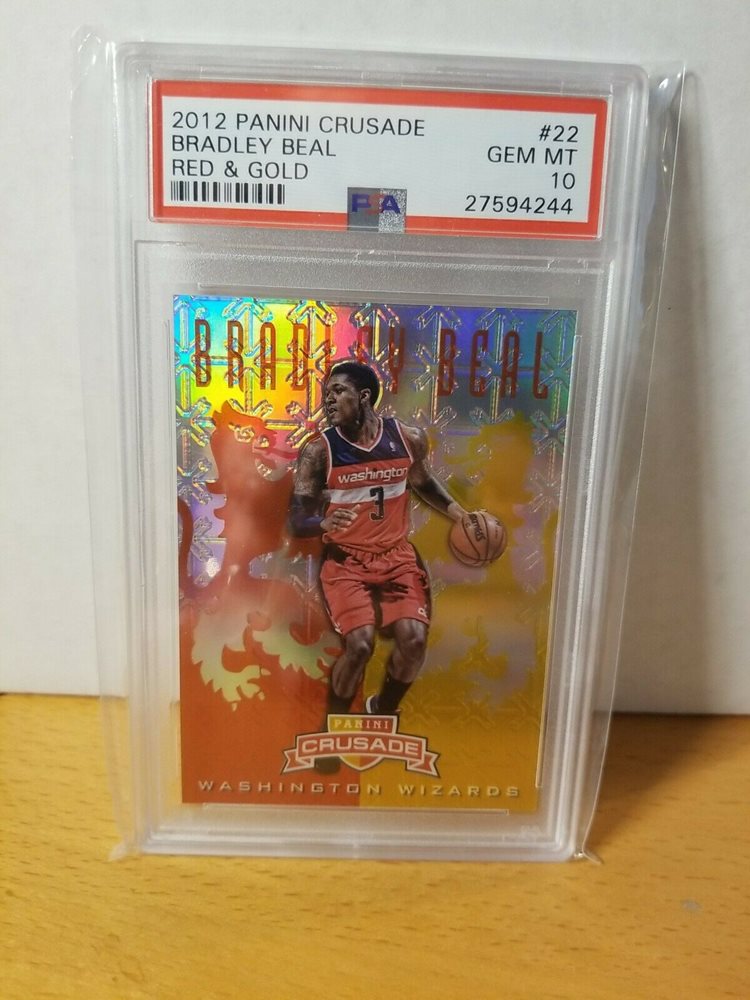 2012 PANINI CRUSADE #22
BRADLEY BEAL GEM MT
RED & GOLD 10
PSA 27594244
BRADLEY BEAL
washington
3
PANINI
CRUSADE
WASHINGTON WIZARDS